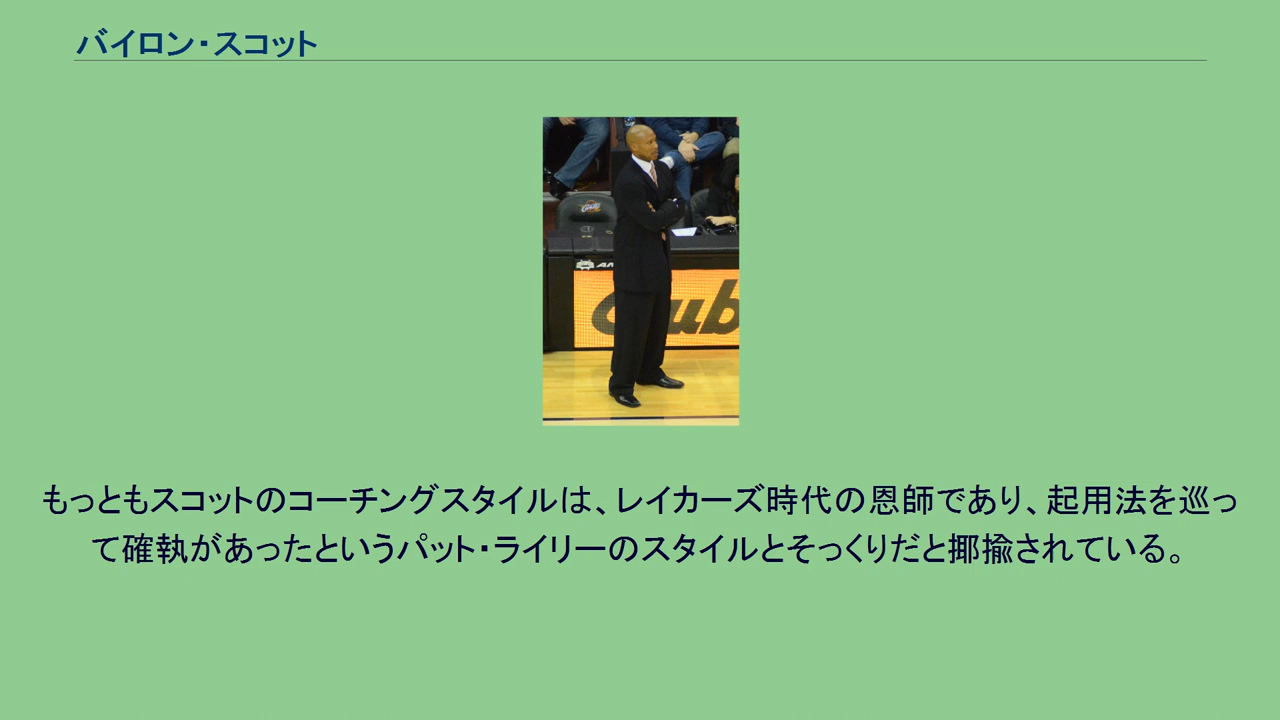 バイロン・スコット
Cavs
AM
Cub
もっともスコットのコーチングスタイルは、レイカーズ時代の恩師であり、起用法を巡っ
て確執があったというパット・ライリーのスタイルとそっくりだと揶揄されている。